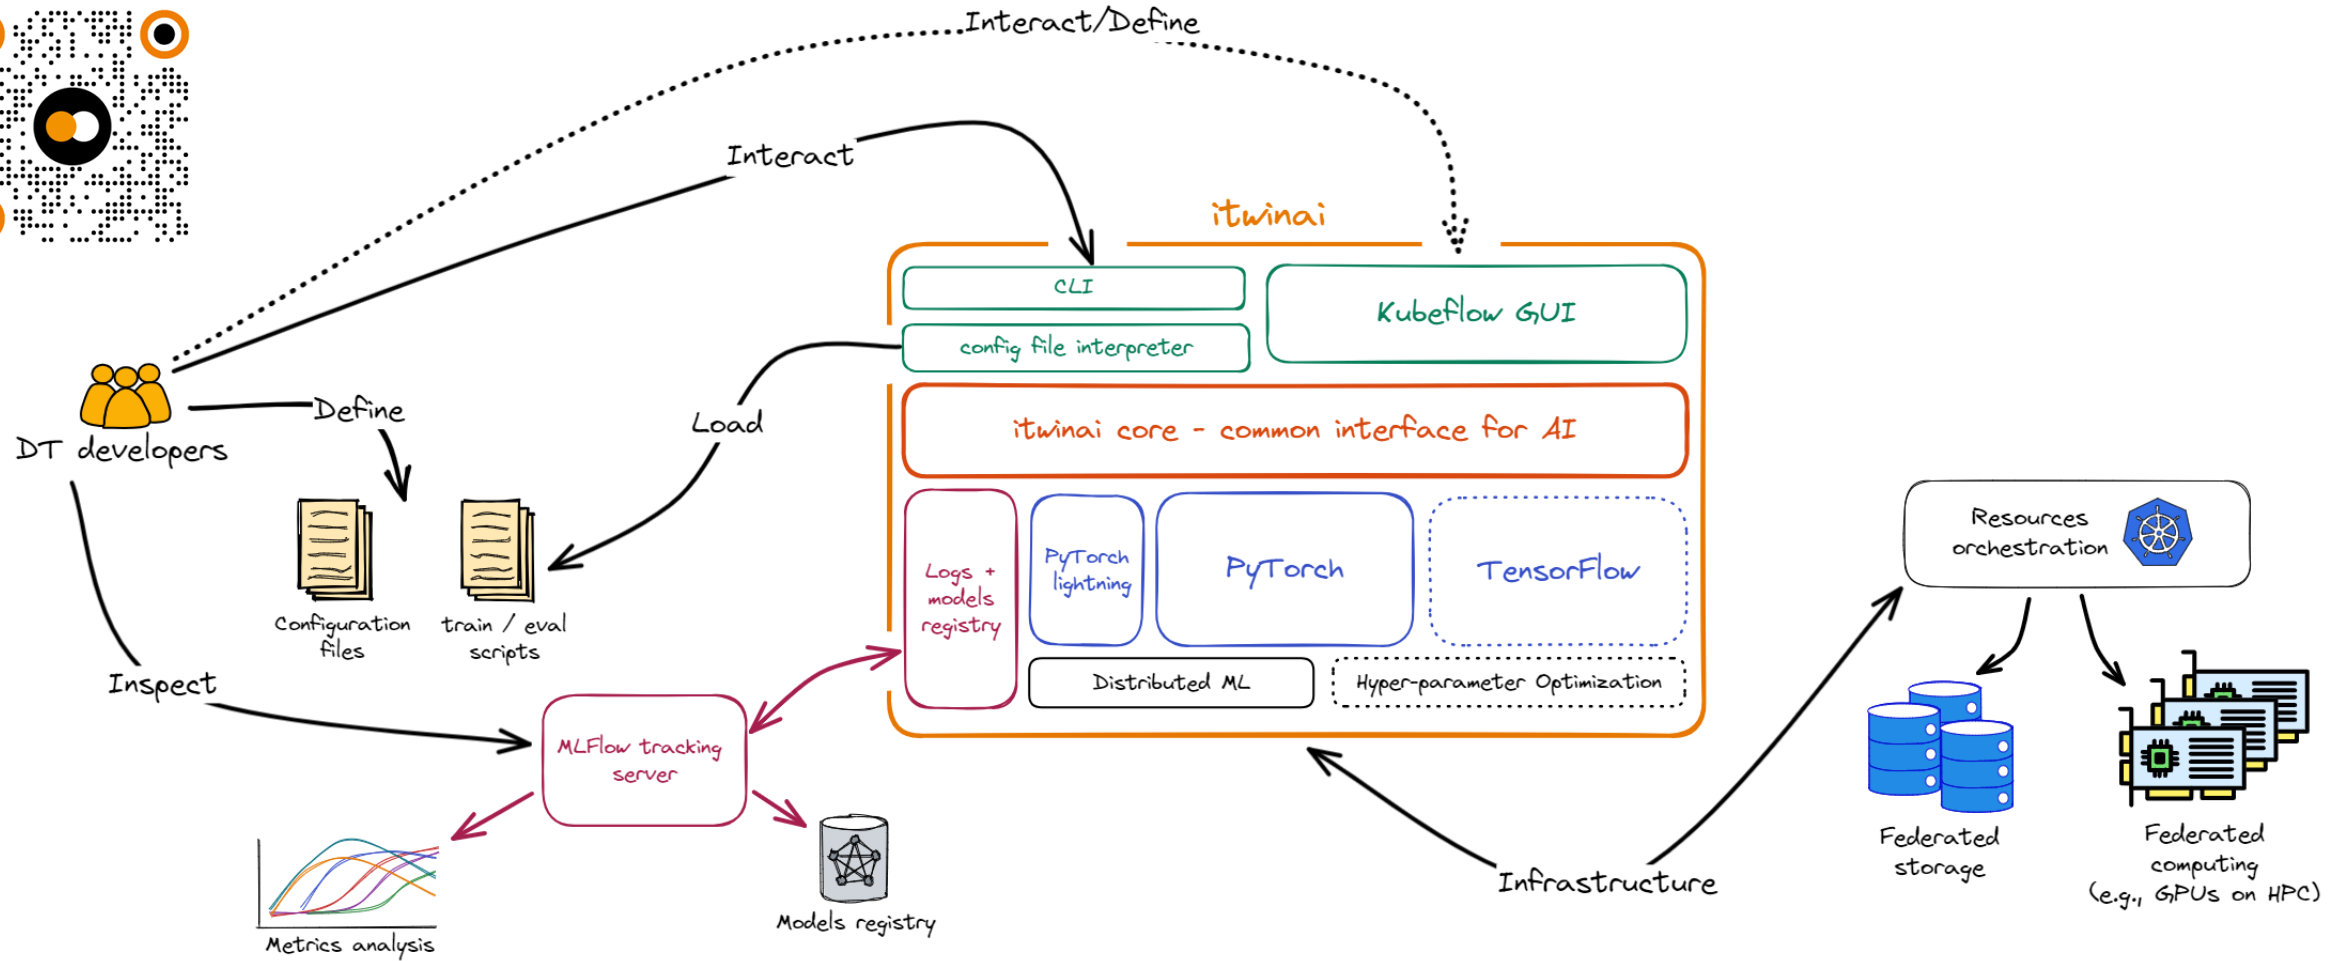 Interact/Define
Interact
itwinai
CLI
Kubeflow GUI
config file interpreter
Define
Load
DT developers
itwinai core - common interface for AI
Resources
orchestration
Logs +
models
registry
PyTorch
lightning
PyTorch
TensorFlow
Configuration
files
train / eval
scripts
Inspect
Distributed ML
Hyper-parameter Optimization
MLFlow tracking
server
Federated
storage
Federated
computing
(e.g., GPUs on HPC)
Infrastructure
Models registry
Metrics analysis